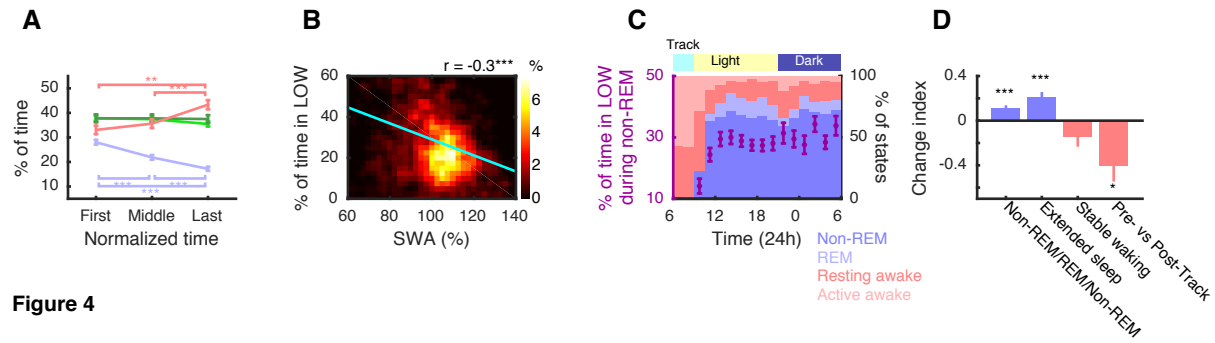 A
% of time
50
40
30
20
10
**
***
***
***
***
First Middle Last
Normalized time
B
r = -0.3***
%
% of time in LOW
60
50
40
30
20
10
0
60 80 100 120 140
SWA (%)
6
4
2
0
C
Track
Light
Dark
% of time in LOW
during non-REM
50
30
10
100
50
0
% of states
6 12 18 0 6
Time (24h)
Non-REM
REM
Resting awake
Active awake
D
Change index
0.4
0
-0.4
***
***
*
Non-REM/REM/Non-REM
Extended sleep
Stable waking
Pre- vs Post-Track
Figure 4